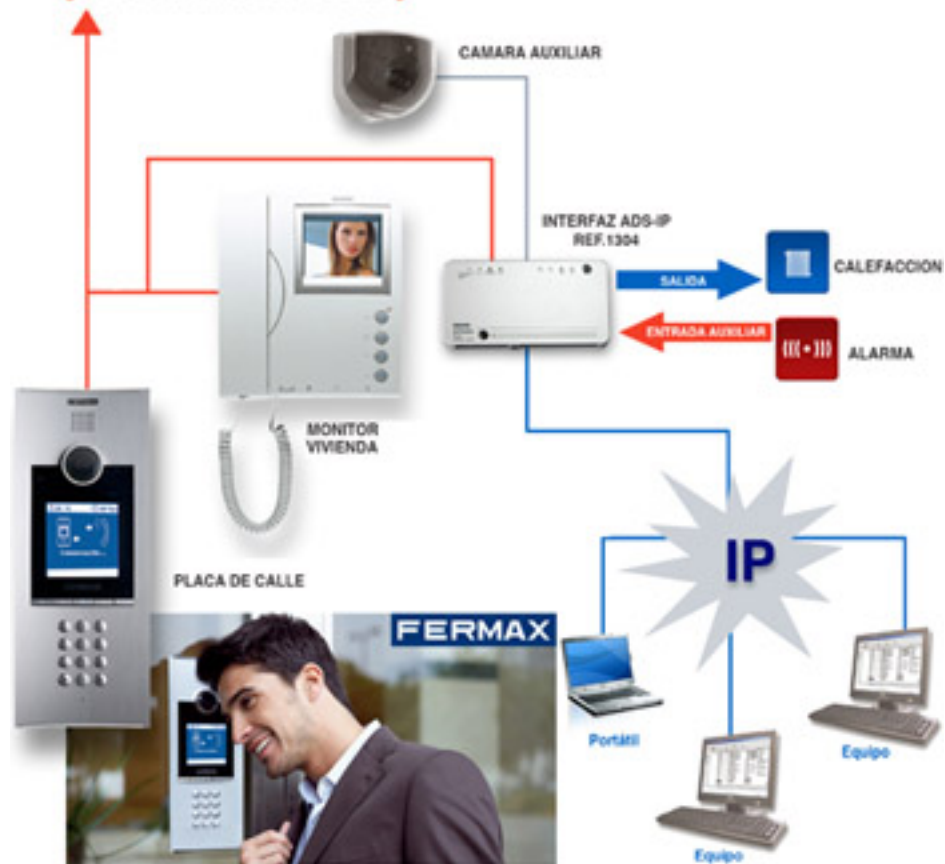 CAMARA AUXILIAR
INTERFAZ ADS-IP
REF.1304
SALIDA
CALEFACCION
ENTRADA AUXILIAR
ALARMA
MONITOR
VIVIENDA
PLACA DE CALLE
IP
FERMAX
Portátil
Equipo
Equipo